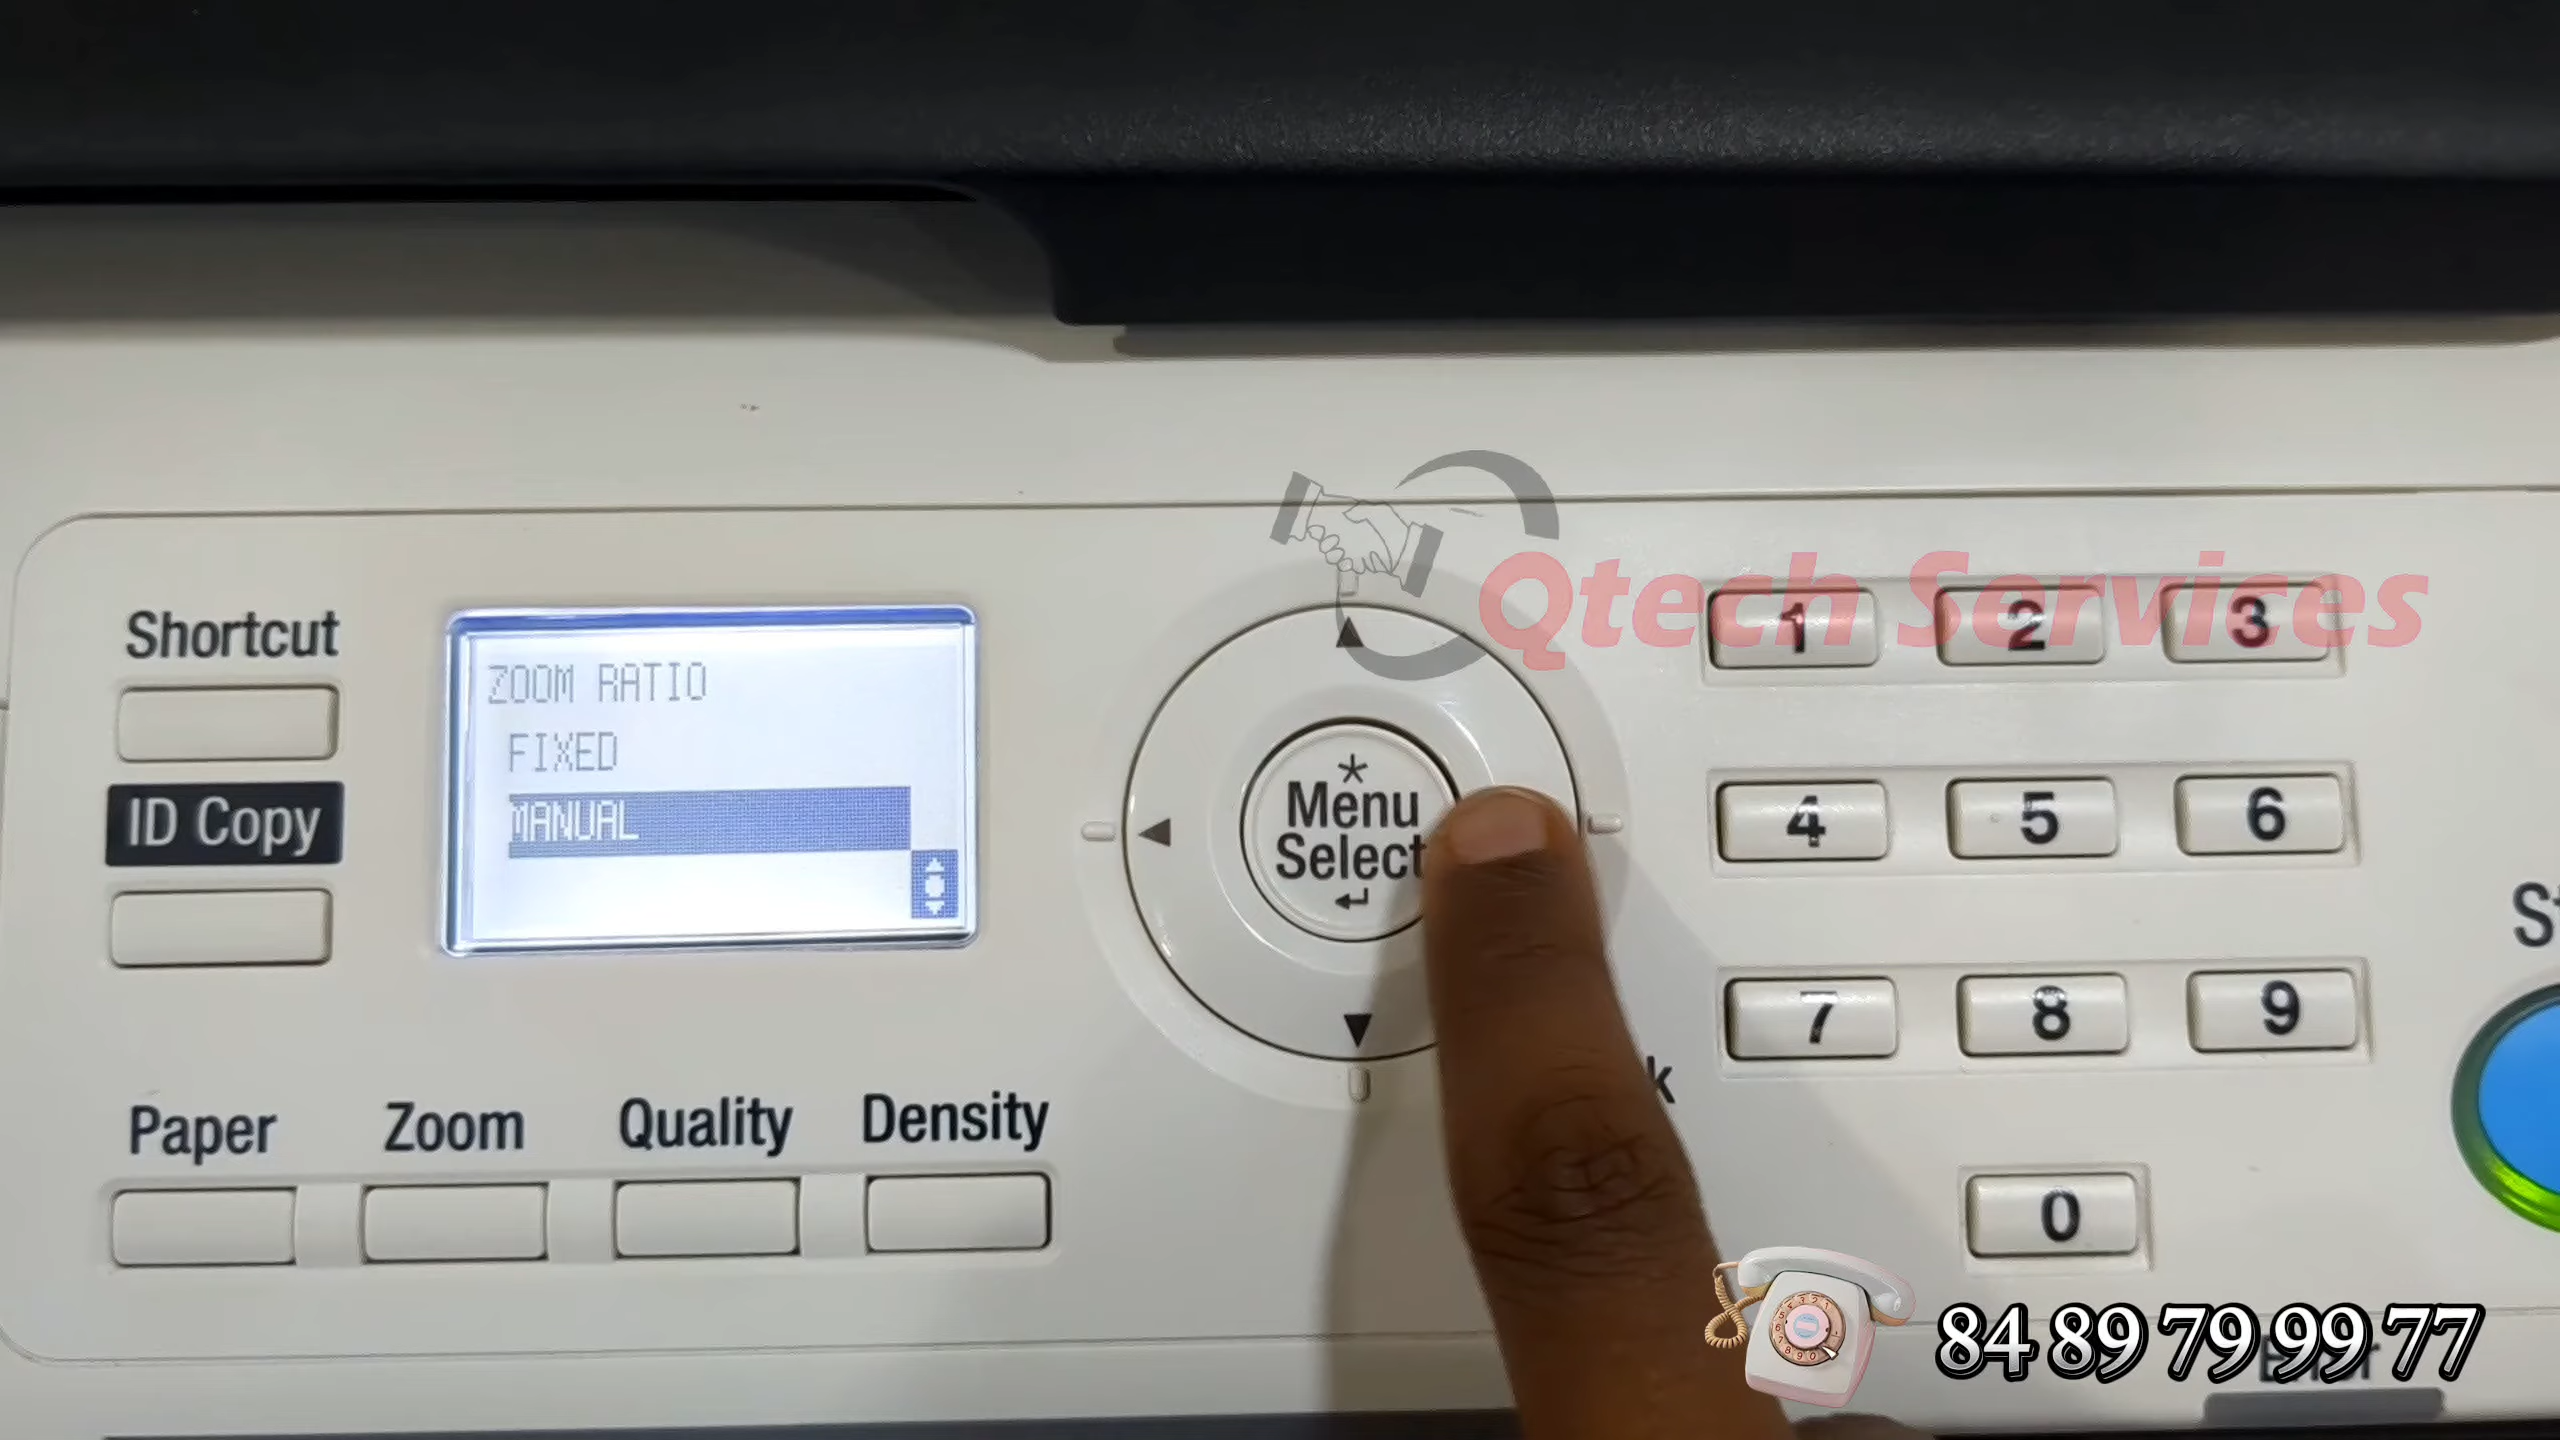 Qtech Services
Shortcut
ID Copy
ZOOM RATIO
FIXED
MANUAL
* Menu
Select
Paper
Zoom
Quality
Density
1 2 3
4 5 6
7 8 9
0
84 89 79 99 77